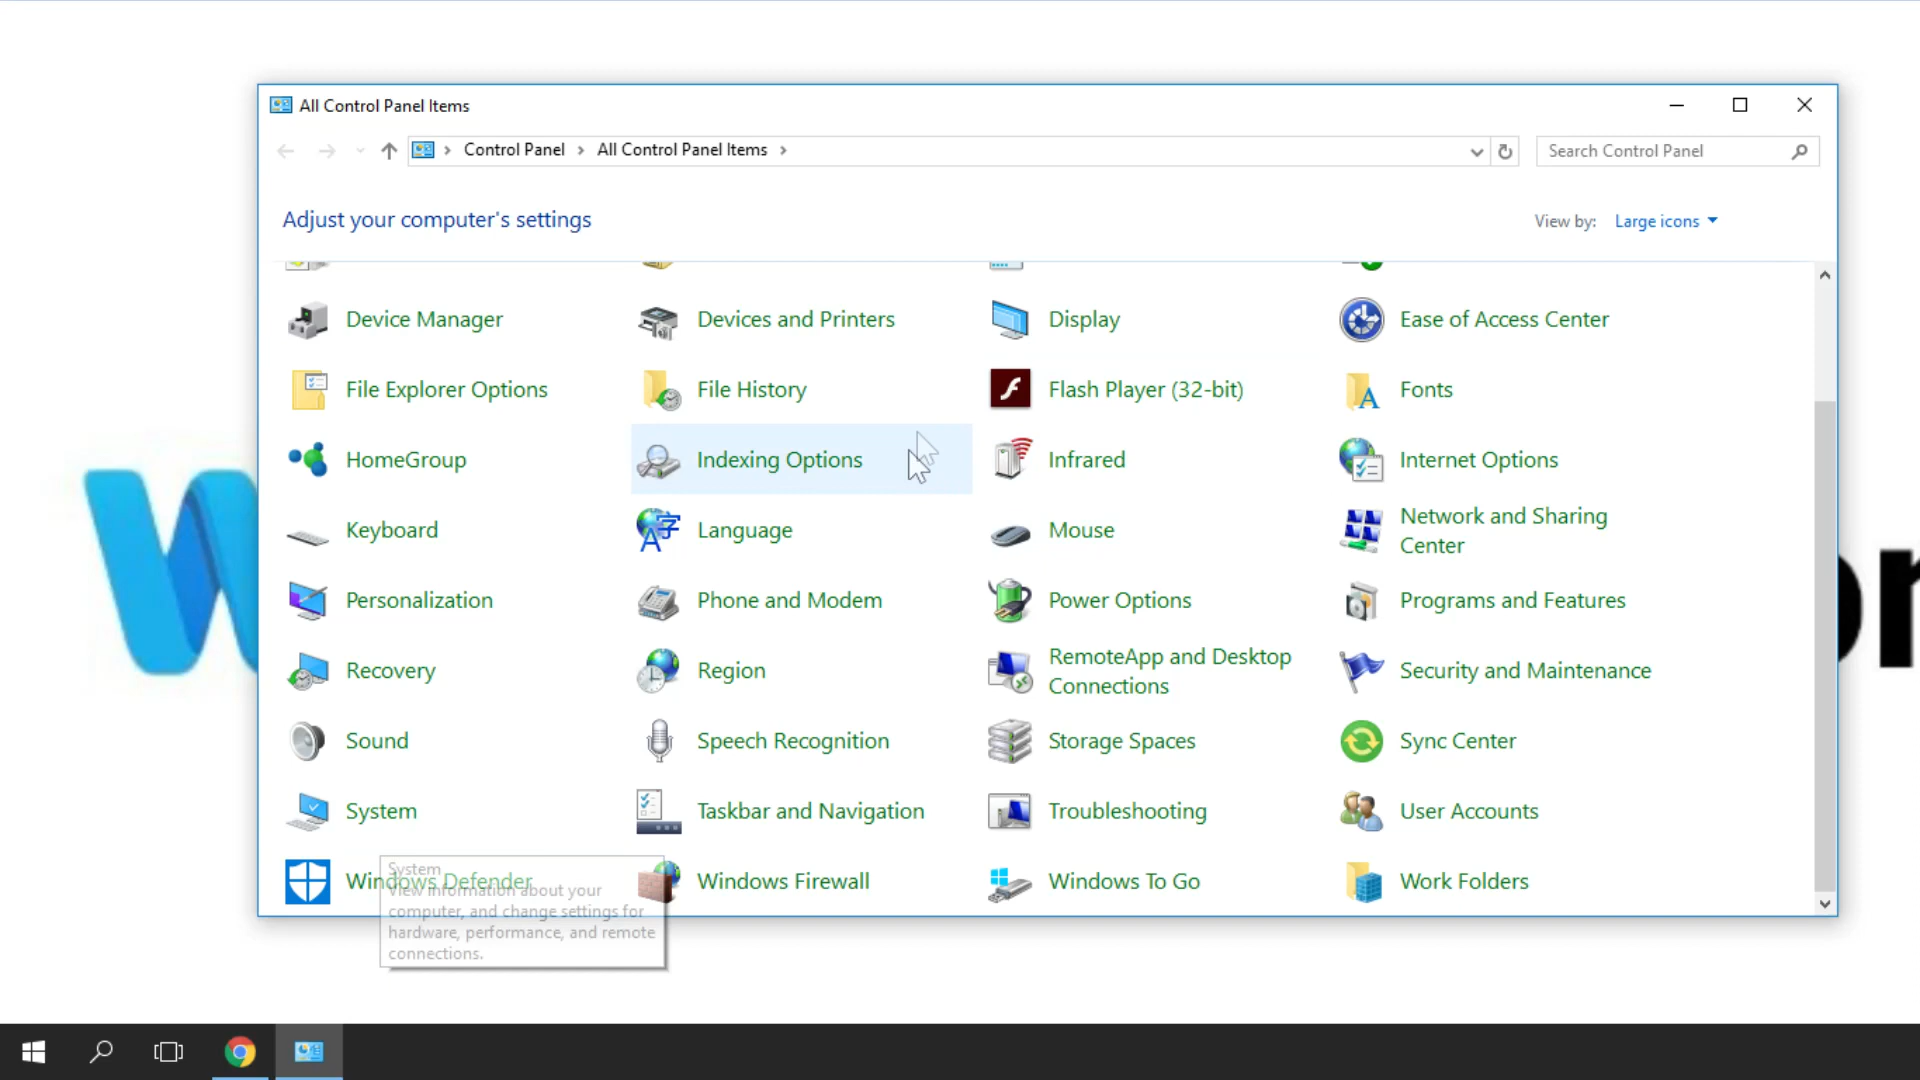 All Control Panel Items
Control Panel
All Control Panel Items
Search Control Panel
Adjust your computer's settings
View by: Large icons
Device Manager
Devices and Printers
Display
Ease of Access Center
File Explorer Options
File History
Flash Player (32-bit)
Fonts
HomeGroup
Indexing Options
Infrared
Internet Options
Keyboard
Language
Mouse
Network and Sharing
Center
Personalization
Phone and Modem
Power Options
Programs and Features
Recovery
Region
RemoteApp and Desktop
Connections
Security and Maintenance
Sound
Speech Recognition
Storage Spaces
Sync Center
System
Taskbar and Navigation
Troubleshooting
User Accounts
Windows Defender
Windows Firewall
Windows To Go
Work Folders
System
View information about your
computer, and change settings for
hardware, performance, and remote
connections.